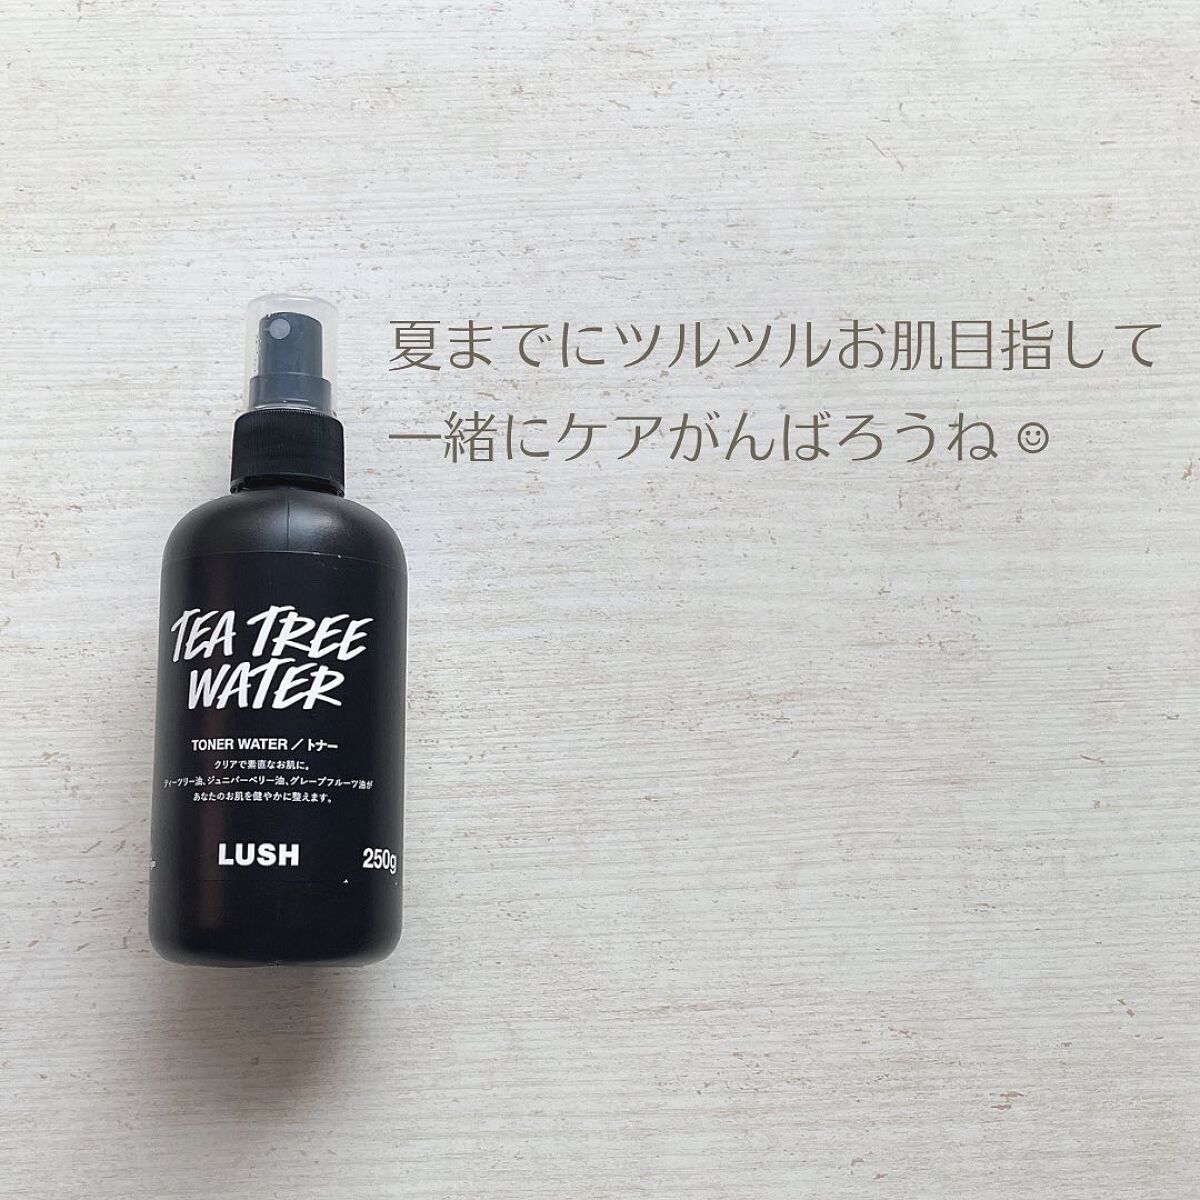 夏までにツルツルお肌目指して
一緒にケアがんばろうね☺
TEA TREE
WATER
TONER WATER／トナー
クリアで素直なお肌に。
ティーツリー油、ジュニパーベリー油、グレープフルーツ油が
あなたのお肌を健やかに整えます。
LUSH
250g